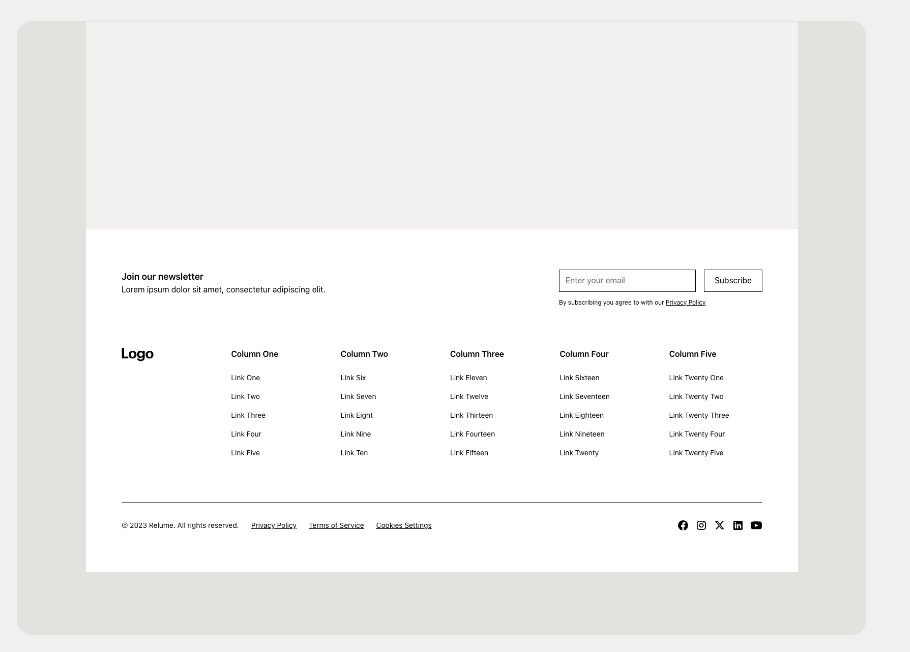 Join our newsletter
Lorem ipsum dolor sit amet, consectetur adipiscing elit.
Enter your email
Subscribe
By subscribing you agree to with our Privacy Policy
Logo
Column One
Link One
Link Two
Link Three
Link Four
Link Five
Column Two
Link Six
Link Seven
Link Eight
Link Nine
Link Ten
Column Three
Link Eleven
Link Twelve
Link Thirteen
Link Fourteen
Link Fifteen
Column Four
Link Sixteen
Link Seventeen
Link Eighteen
Link Nineteen
Link Twenty
Column Five
Link Twenty One
Link Twenty Two
Link Twenty Three
Link Twenty Four
Link Twenty Five
© 2023 Relume. All rights reserved. Privacy Policy Terms of Service Cookies Settings